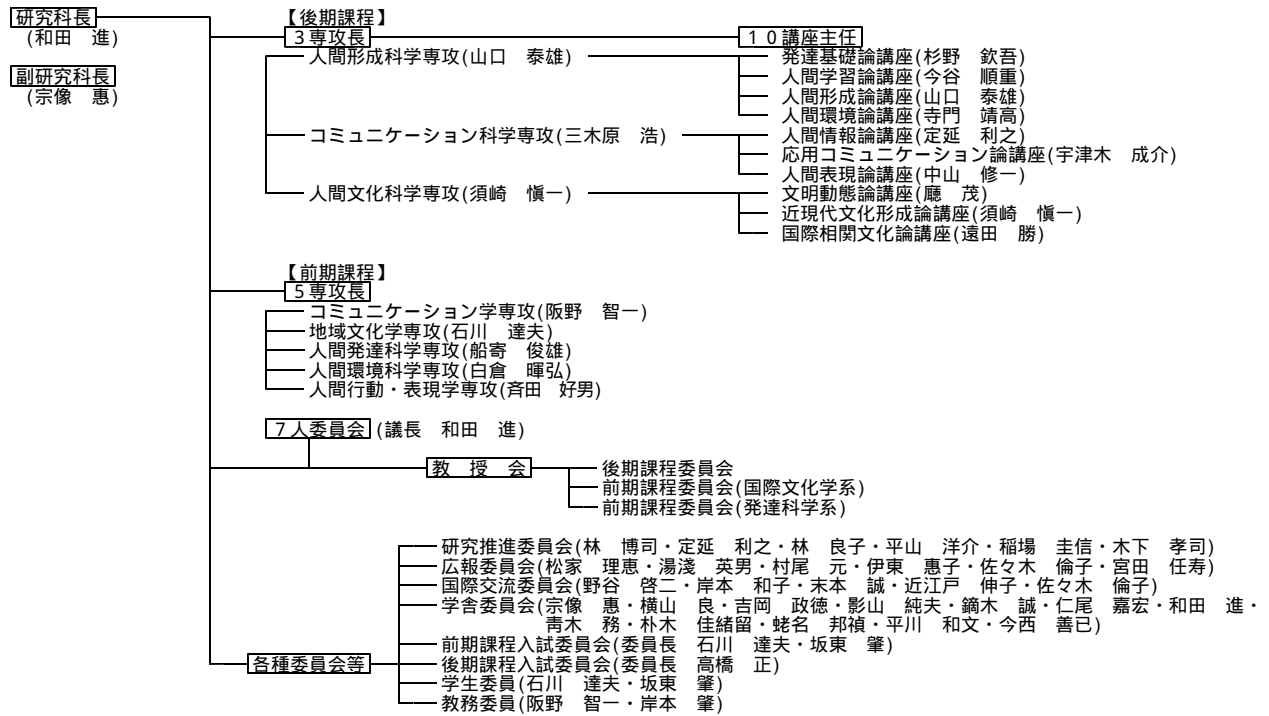 研究科長
(和田　進)
副研究科長
(宗像　惠)
【後期課程】
３専攻長
１０講座主任
人間形成科学専攻(山口　泰雄)
発達基礎論講座(杉野　欽吾)
人間学習論講座(今谷　順重)
人間形成論講座(山口　泰雄)
人間環境論講座(寺門　靖高)
コミュニケーション科学専攻(三木原　浩)
人間情報論講座(定延　利之)
応用コミュニケーション論講座(宇津木　成介)
人間表現論講座(中山　修一)
人間文化科学専攻(須崎　愼一)
文明動態論講座(廳　茂)
近現代文化形成論講座(須崎　愼一)
国際相関文化論講座(遠田　勝)
【前期課程】
５専攻長
コミュニケーション学専攻(阪野　智一)
地域文化学専攻(石川　達夫)
人間発達科学専攻(船寄　俊雄)
人間環境科学専攻(白倉　暉弘)
人間行動・表現学専攻(斉田　好男)
７人委員会(議長　和田　進)
教　授　会
後期課程委員会
前期課程委員会(国際文化学系)
前期課程委員会(発達科学系)
各種委員会等
研究推進委員会(林　博司・定延　利之・林　良子・平山　洋介・稲場　圭信・木下　孝司)
広報委員会(松家　理恵・湯淺　英男・村尾　元・伊東　惠子・佐々木　倫子・宮田　任寿)
国際交流委員会(野谷　啓二・岸本　和子・末本　誠・近江戸　伸子・佐々木　倫子)
学舎委員会(宗像　惠・横山　良・吉岡　政徳・影山　純夫・鏑木　誠・仁尾　嘉宏・和田　進・
靑木　務・朴木　佳緒留・蛯名　邦禎・平川　和文・今西　善已)
前期課程入試委員会(委員長　石川　達夫・坂東　肇)
後期課程入試委員会(委員長　高橋　正)
学生委員(石川　達夫・坂東　肇)
教務委員(阪野　智一・岸本　肇)